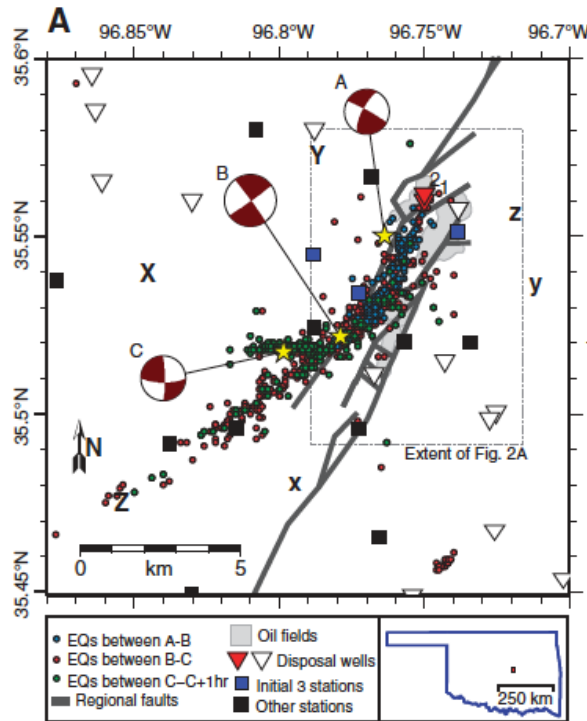 A
96.85°W
96.8°W
96.75°W
96.7°W
35.6°N
35.55°N
35.5°N
35.45°N
A
B
C
Y
2
1
z
X
y
Z
x
N
0
5
km
Extent of Fig. 2A
EQs between A-B
EQs between B-C
EQs between C–C+1hr
Regional faults
Oil fields
Disposal wells
Initial 3 stations
Other stations
250 km